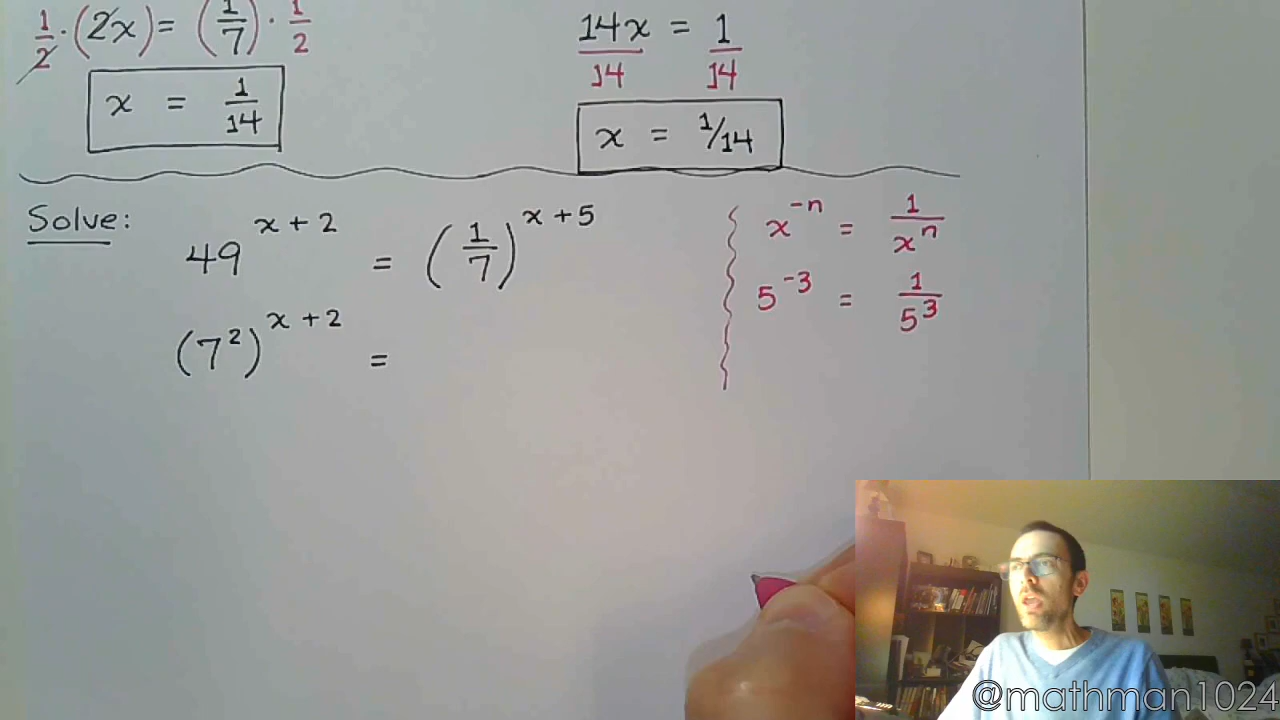 1/2 · (2x) = (1/7) · 1/2
x = 1/14
14x/14 = 1/14
x = 1/14
Solve:
49^(x + 2) = (1/7)^(x + 5)
(7^2)^(x + 2) =
x^(-n) = 1/x^n
5^(-3) = 1/5^3
@mathman1024